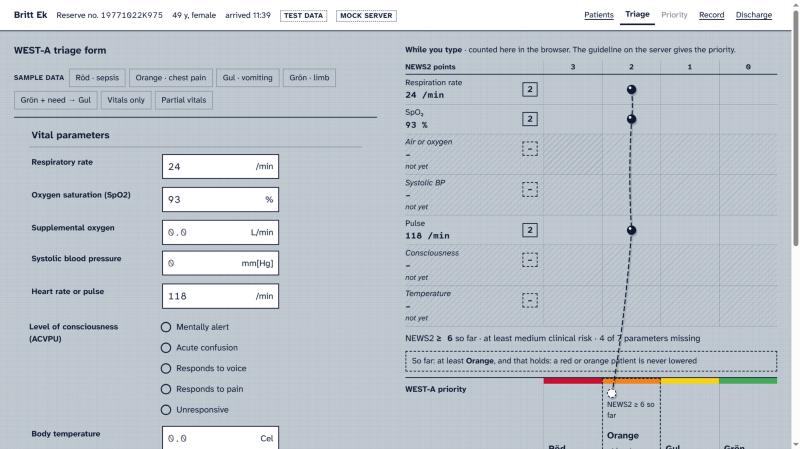 Britt Ek Reserve no. 19771022K975 49 y, female arrived 11:39 TEST DATA MOCK SERVER Patients Triage Priority Record Discharge
WEST-A triage form
SAMPLE DATA Röd · sepsis Orange · chest pain Gul · vomiting Grön · limb
Grön + need → Gul Vitals only Partial vitals
Vital parameters
Respiratory rate 24 /min
Oxygen saturation (SpO2) 93 %
Supplemental oxygen 0.0 L/min
Systolic blood pressure 0 mm[Hg]
Heart rate or pulse 118 /min
Level of consciousness (ACVPU)
Mentally alert
Acute confusion
Responds to voice
Responds to pain
Unresponsive
Body temperature 0.0 Cel
While you type · counted here in the browser. The guideline on the server gives the priority.
NEWS2 points 3 2 1 0
Respiration rate
24 /min 2
SpO₂
93 % 2
Air or oxygen
– –
not yet
Systolic BP
– –
not yet
Pulse
118 /min 2
Consciousness
– –
not yet
Temperature
– –
not yet
NEWS2 ≥ 6 so far · at least medium clinical risk · 4 of 7 parameters missing
So far: at least Orange, and that holds: a red or orange patient is never lowered
WEST-A priority
NEWS2 ≥ 6 so
far
Orange
Röd Gul Grön